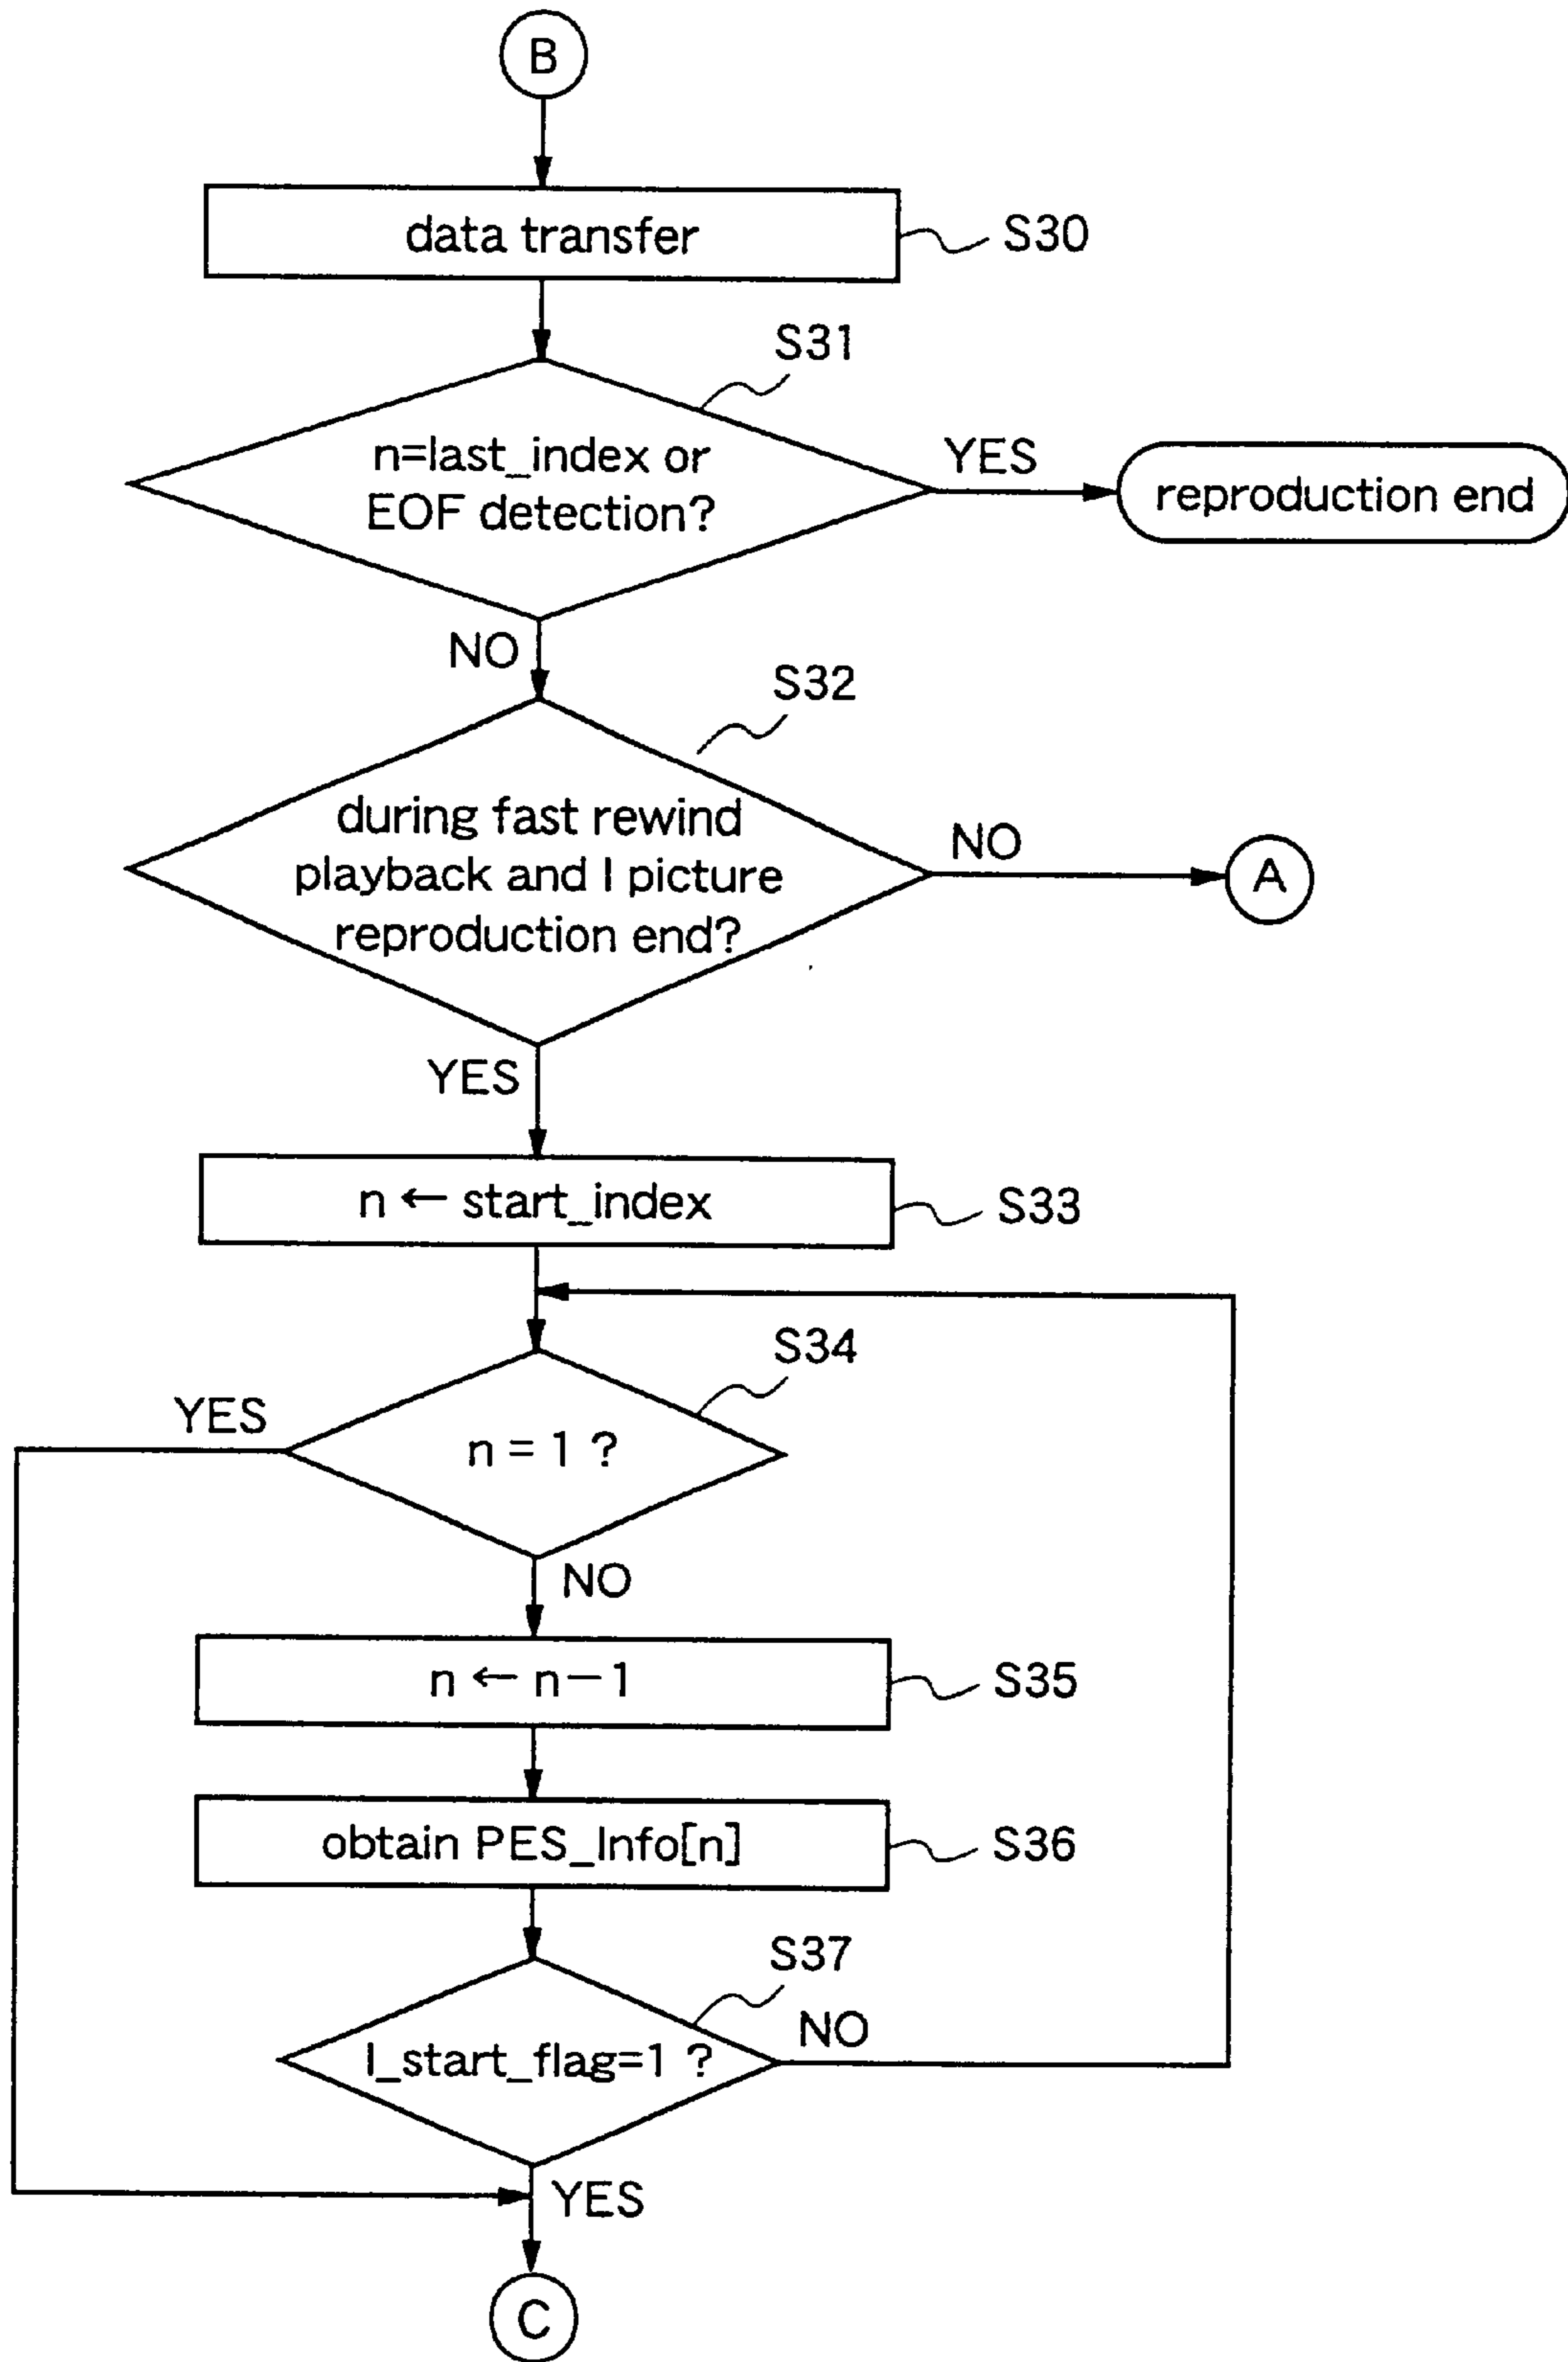 B
data transfer
S30
S31
n=last_index or
EOF detection?
YES
reproduction end
NO
S32
during fast rewind
playback and I picture
reproduction end?
NO
A
YES
n ← start_index
S33
S34
YES
n = 1 ?
NO
n ← n−1
S35
obtain PES_Info[n]
S36
S37
I_start_flag=1 ?
NO
YES
C